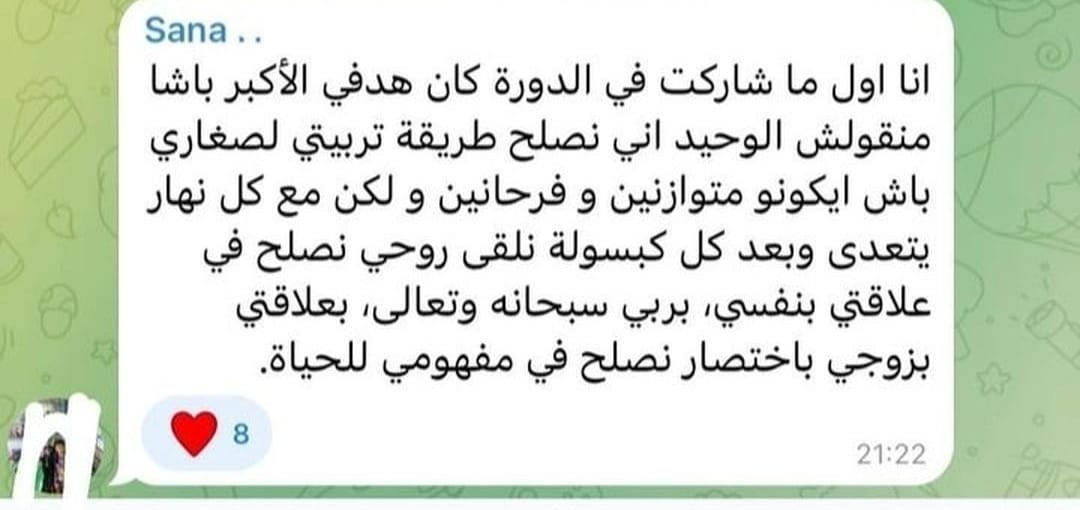 Sana ..
انا اول ما شاركت في الدورة كان هدفي الأكبر باشا
منقولش الوحيد اني نصلح طريقة تربيتي لصغاري
باش ايكونو متوازنين و فرحانين و لكن مع كل نهار
يتعدى وبعد كل كبسولة نلقى روحي نصلح في
علاقتي بنفسي، بربي سبحانه وتعالى، بعلاقتي
بزوجي باختصار نصلح في مفهومي للحياة.
8
21:22